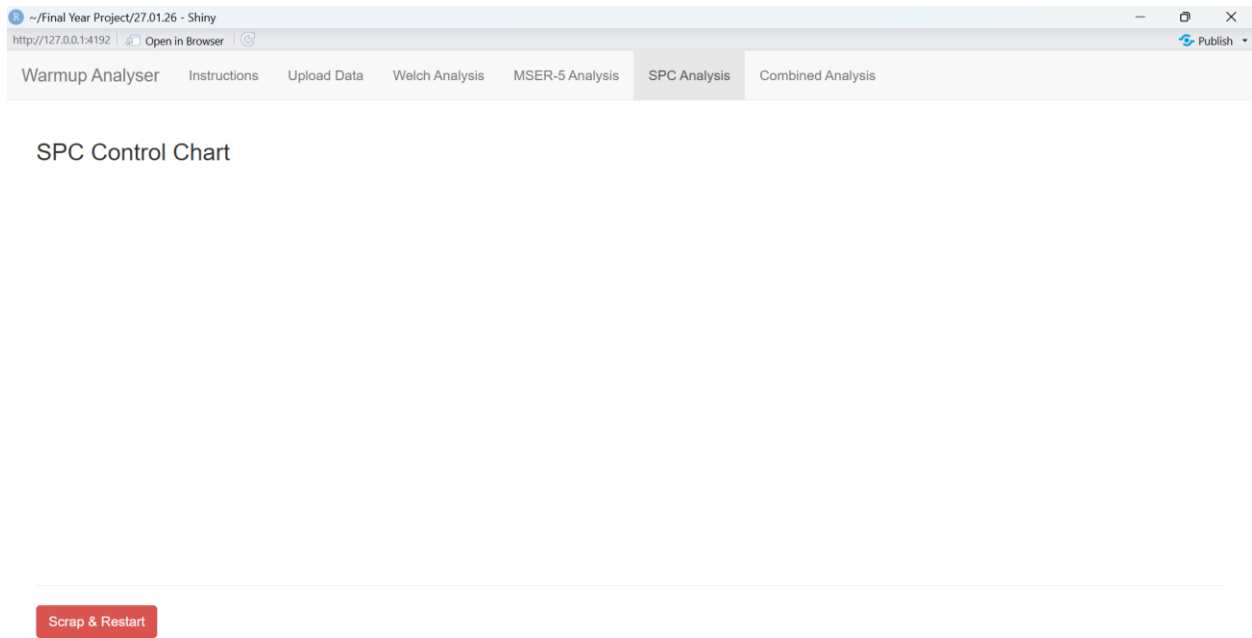 R ~/Final Year Project/27.01.26 - Shiny
http://127.0.0.1:4192 Open in Browser Publish
Warmup Analyser Instructions Upload Data Welch Analysis MSER-5 Analysis SPC Analysis Combined Analysis
SPC Control Chart
Scrap & Restart